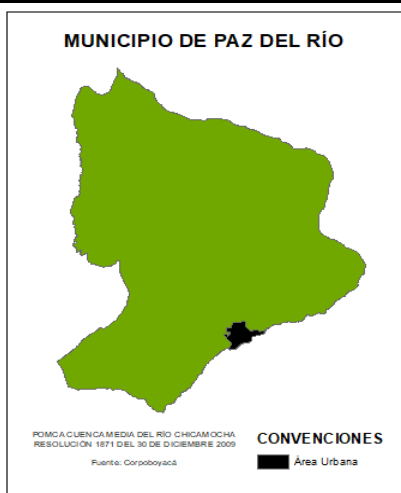 MUNICIPIO DE PAZ DEL RÍO
POMCA CUENCA MEDIA DEL RÍO CHICAMOCHA
RESOLUCIÓN 1871 DEL 30 DE DICIEMBRE 2009
Fuente: Corpoboyacá
CONVENCIONES
Área Urbana